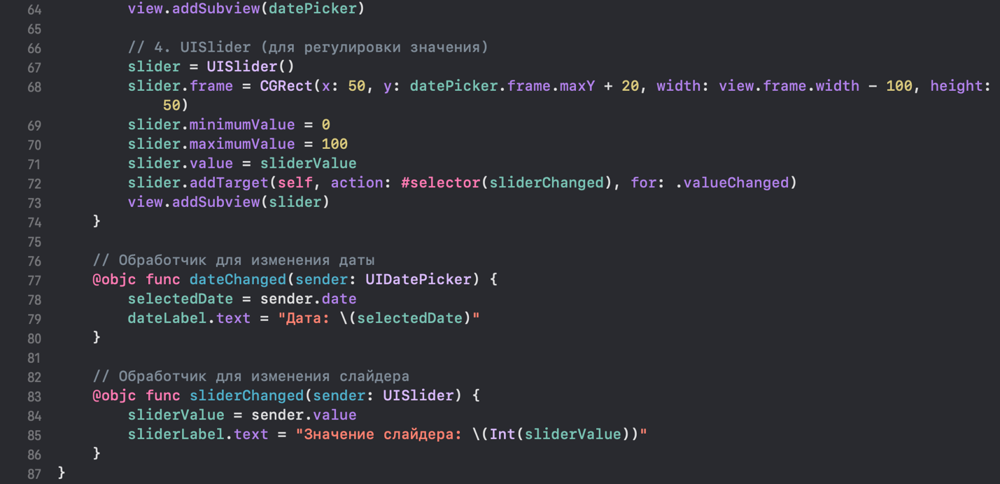 64 view.addSubview(datePicker)
65
66 // 4. UISlider (для регулировки значения)
67 slider = UISlider()
68 slider.frame = CGRect(x: 50, y: datePicker.frame.maxY + 20, width: view.frame.width - 100, height:
50)
69 slider.minimumValue = 0
70 slider.maximumValue = 100
71 slider.value = sliderValue
72 slider.addTarget(self, action: #selector(sliderChanged), for: .valueChanged)
73 view.addSubview(slider)
74 }
75
76 // Обработчик для изменения даты
77 @objc func dateChanged(sender: UIDatePicker) {
78 selectedDate = sender.date
79 dateLabel.text = "Дата: \(selectedDate)"
80 }
81
82 // Обработчик для изменения слайдера
83 @objc func sliderChanged(sender: UISlider) {
84 sliderValue = sender.value
85 sliderLabel.text = "Значение слайдера: \(Int(sliderValue))"
86 }
87 }